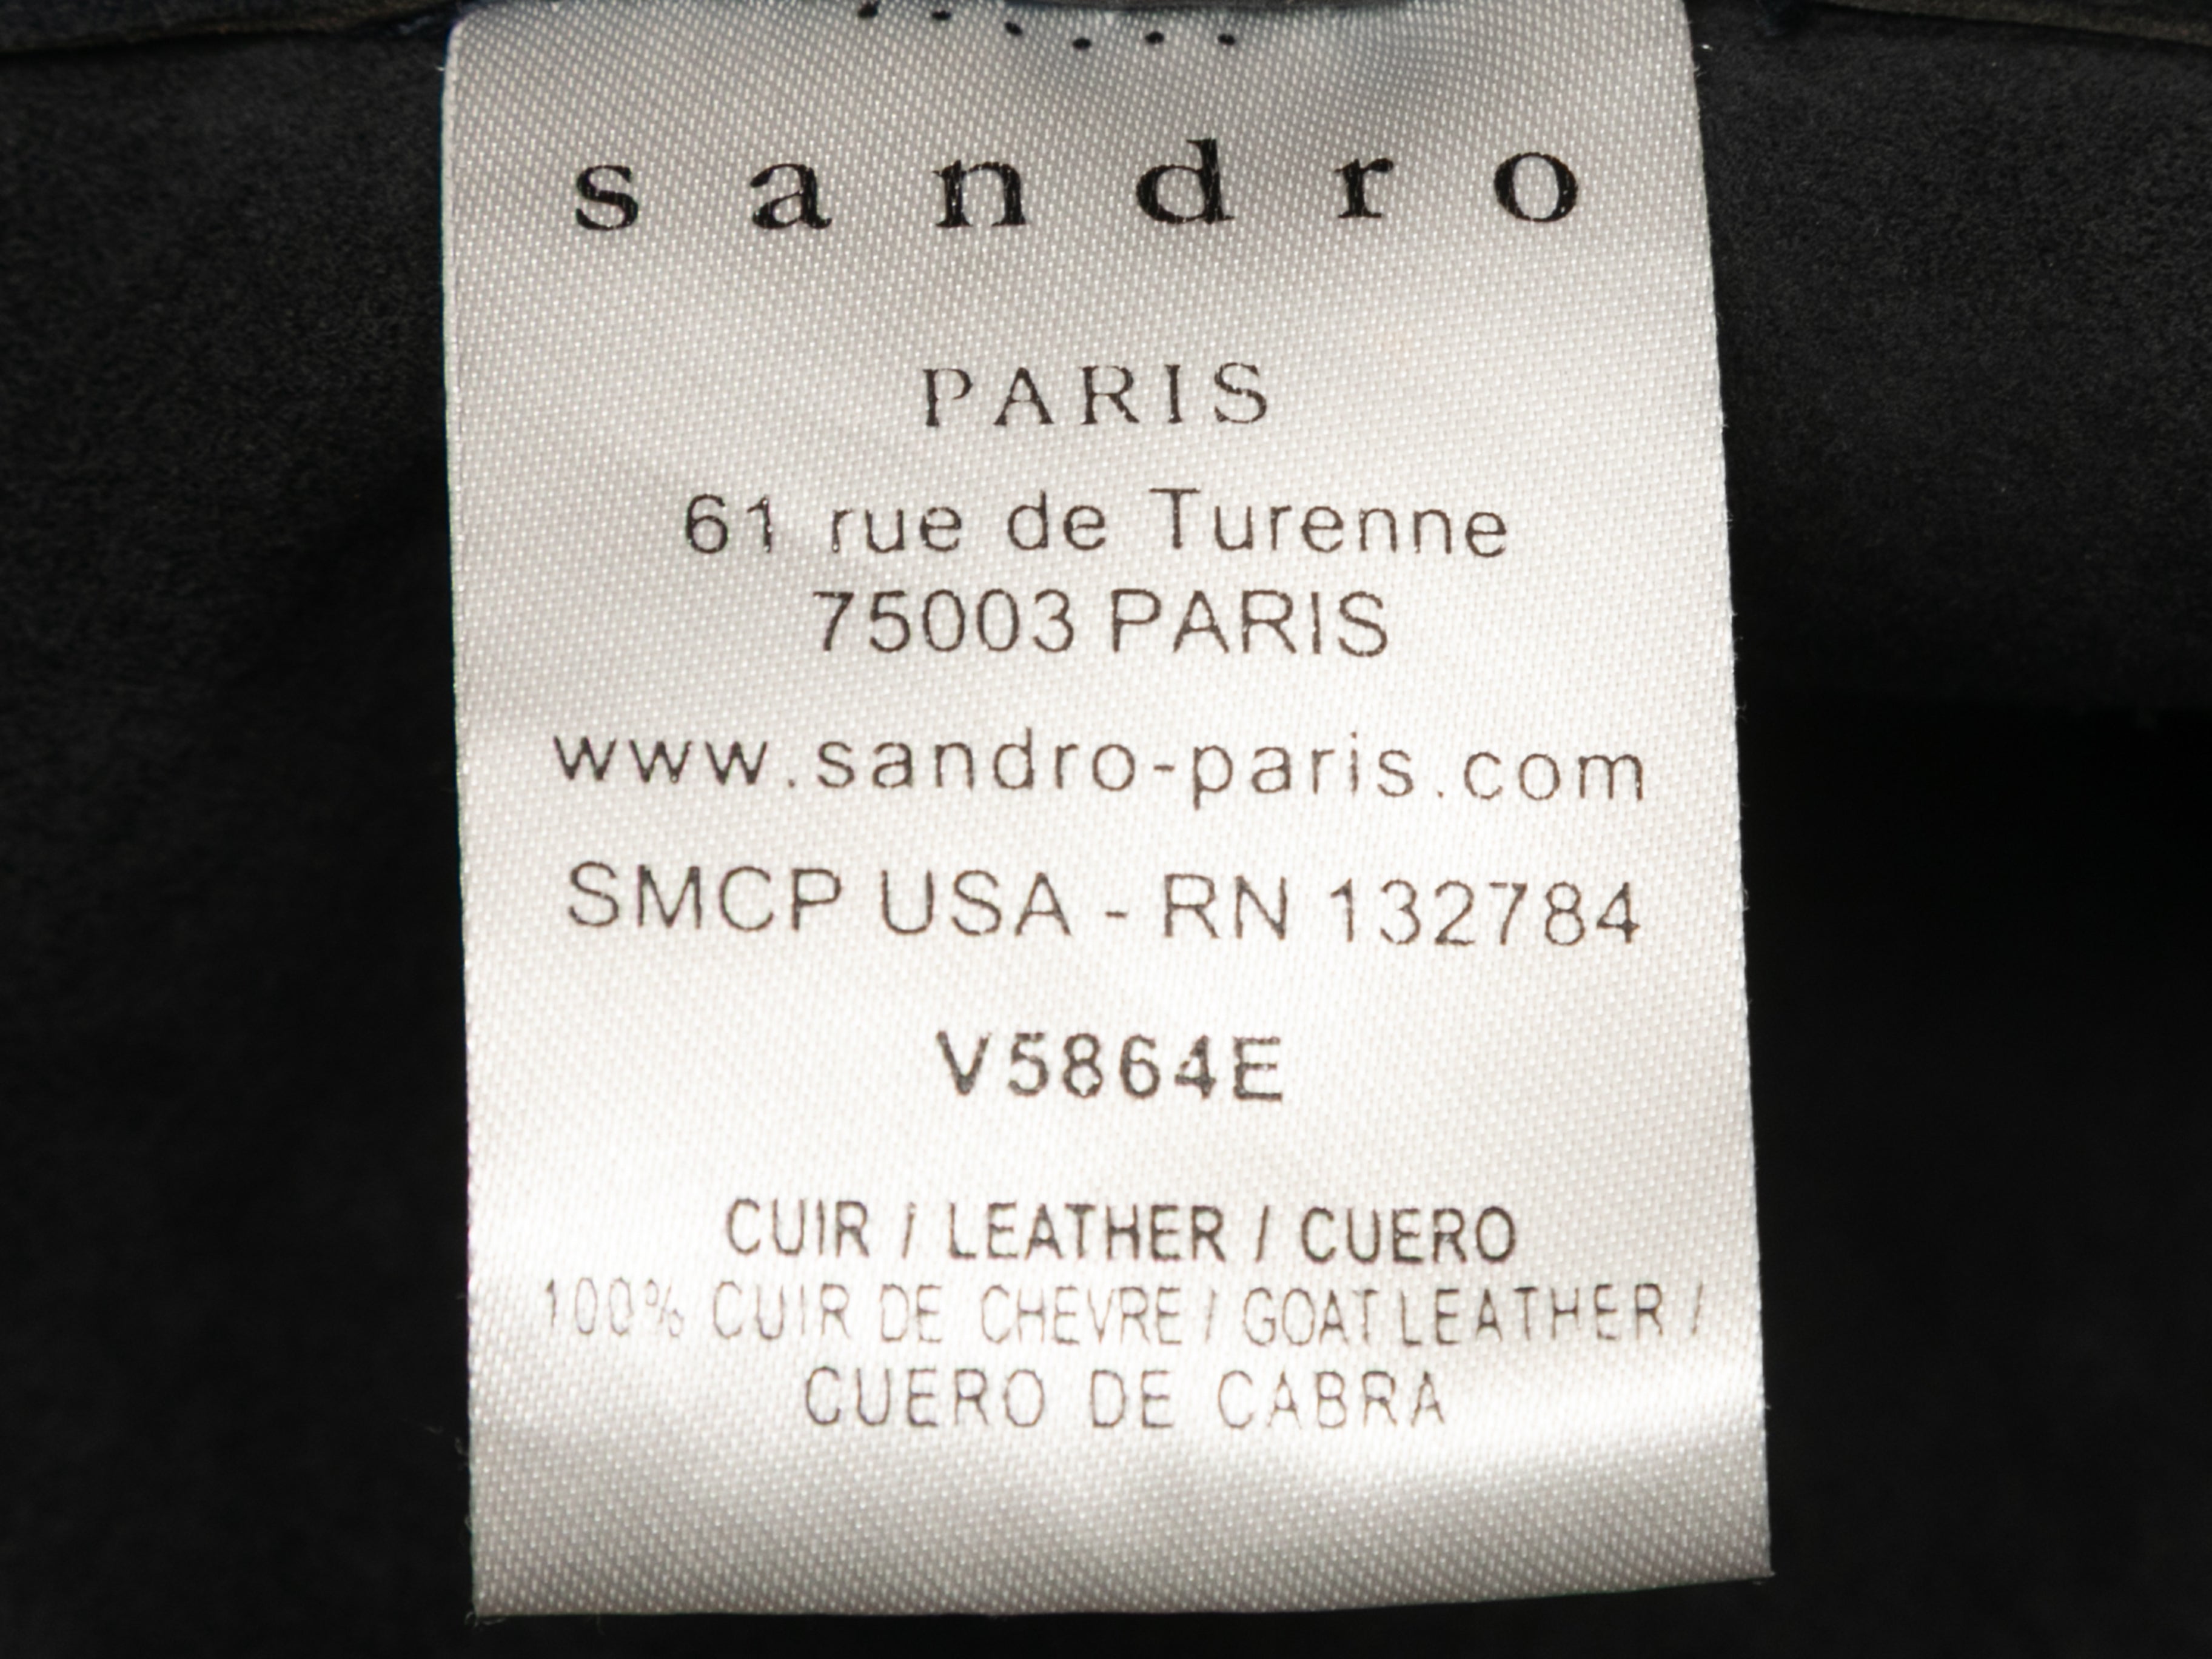 sandro
PARIS
61 rue de Turenne
75003 PARIS
www.sandro-paris.com
SMCP USA - RN 132784
V5864E
CUIR / LEATHER / CUERO
100% CUIR DE CHEVRE / GOAT LEATHER /
CUERO DE CABRA